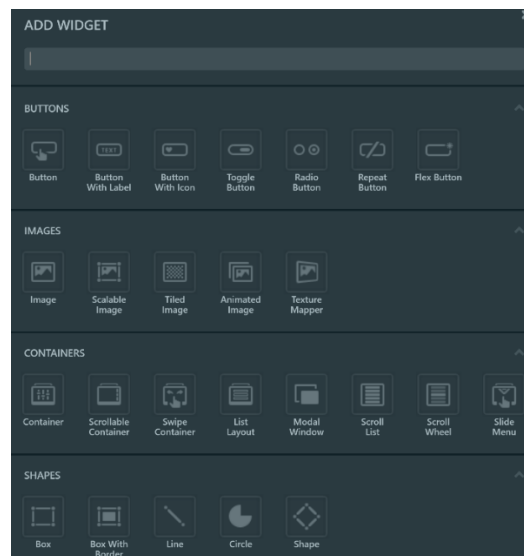 ADD WIDGET
BUTTONS
Button
Button
With Label
Button
With Icon
Toggle
Button
Radio
Button
Repeat
Button
Flex Button
TEXT
IMAGES
Image
Scalable
Image
Tiled
Image
Animated
Image
Texture
Mapper
CONTAINERS
Container
Scrollable
Container
Swipe
Container
List
Layout
Modal
Window
Scroll
List
Scroll
Wheel
Slide
Menu
SHAPES
Box
Box With
Border
Line
Circle
Shape